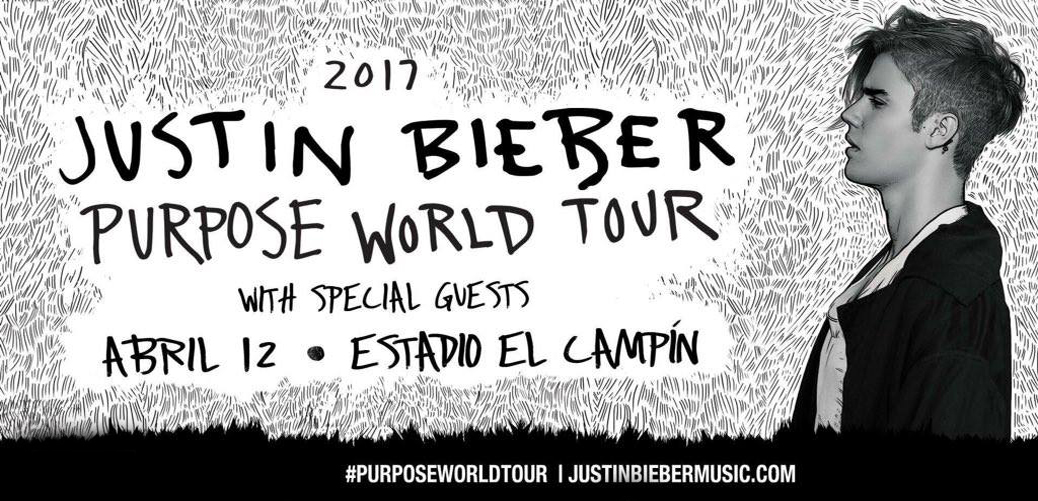 2017
JUSTIN BIEBER
PURPOSE WORLD TOUR
WITH SPECIAL GUESTS
ABRIL 12 • ESTADIO EL CAMPÍN
#PURPOSEWORLDTOUR | JUSTINBIEBERMUSIC.COM